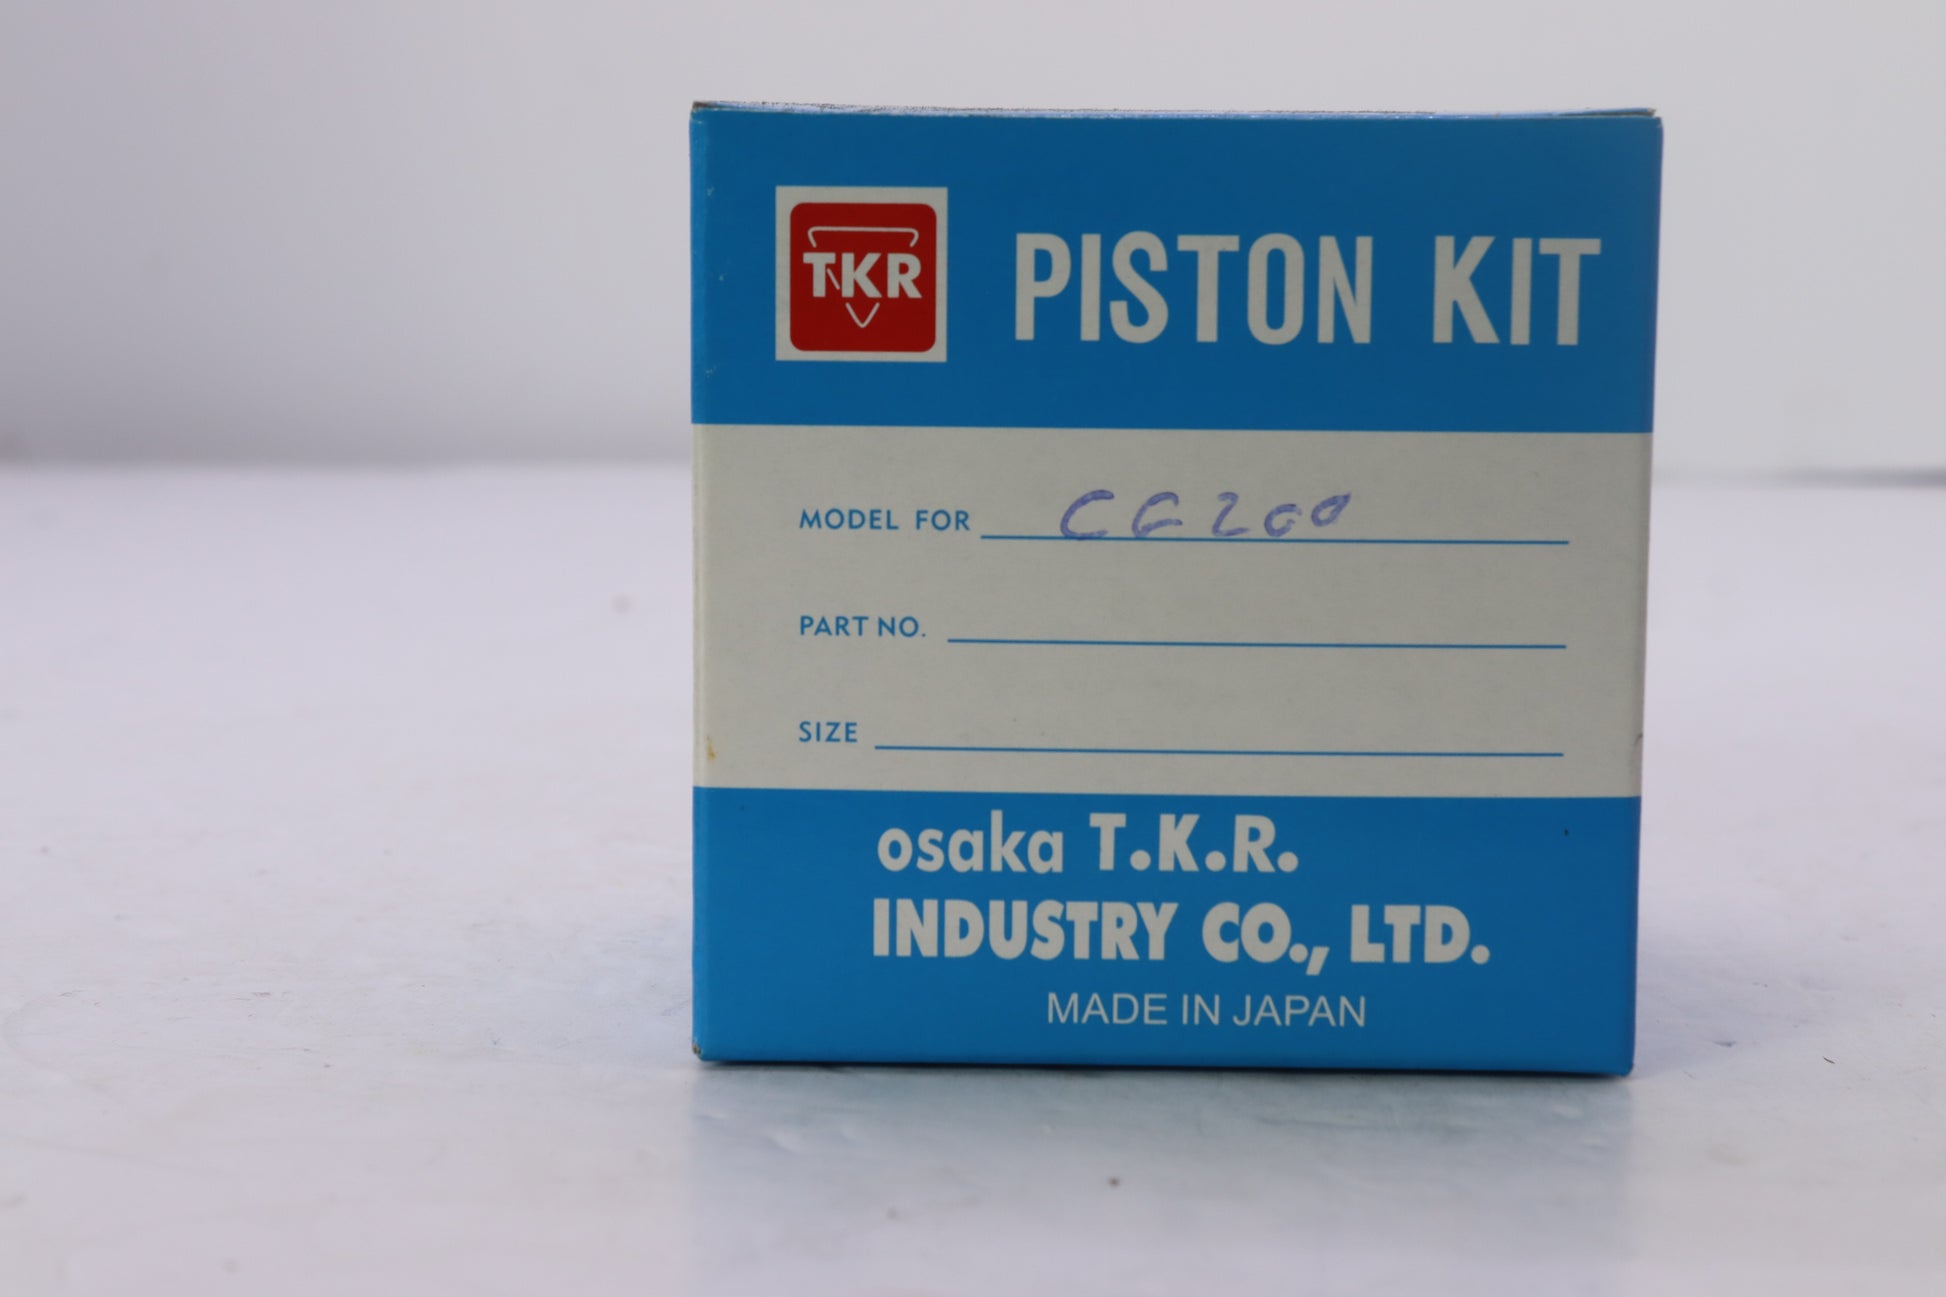 TKR
PISTON KIT
MODEL FOR CG200
PART NO.
SIZE
osaka T.K.R.
INDUSTRY CO., LTD.
MADE IN JAPAN